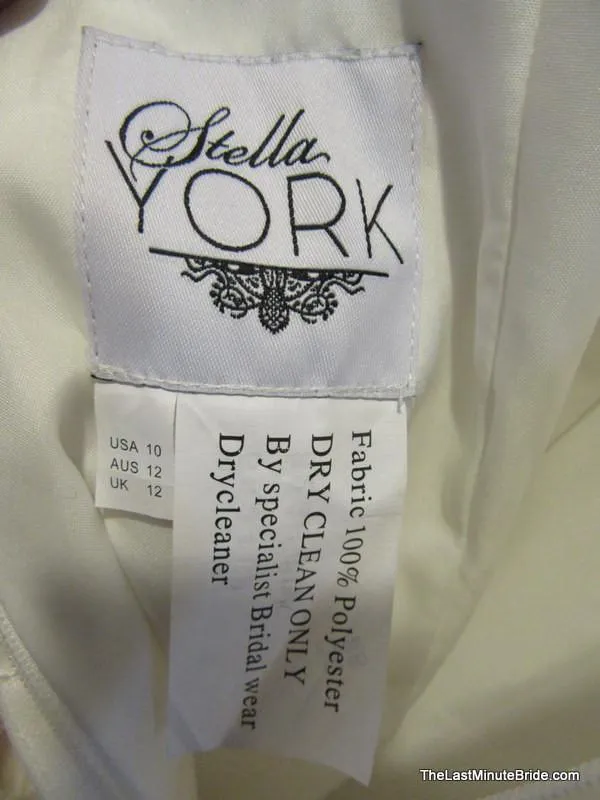 Stella
YORK
USA 10
AUS 12
UK 12
Fabric 100% Polyester
DRY CLEAN ONLY
By specialist Bridal wear
Drycleaner
TheLastMinuteBride.com